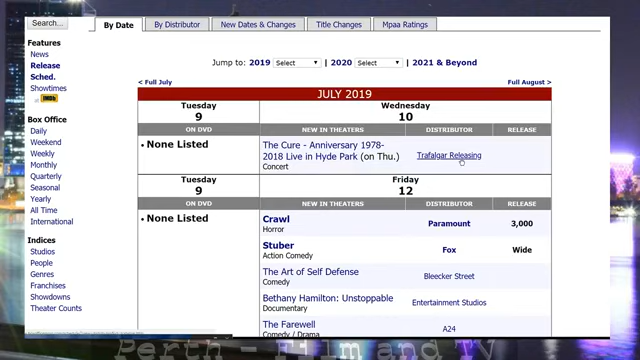 Search...
By Date
By Distributor
New Dates & Changes
Title Changes
Mpaa Ratings
Features
News
Release
Sched.
Showtimes
IMDb
Box Office
Daily
Weekend
Weekly
Monthly
Quarterly
Seasonal
Yearly
All Time
International
Indices
Studios
People
Genres
Franchises
Showdowns
Theater Counts
Jump to: 2019 Select | 2020 Select | 2021 & Beyond
< Full July
Full August >
JULY 2019
Tuesday
9
Wednesday
10
ON DVD
NEW IN THEATERS
DISTRIBUTOR
RELEASE
• None Listed
The Cure - Anniversary 1978-
2018 Live in Hyde Park (on Thu.)
Concert
Trafalgar Releasing
Tuesday
9
Friday
12
ON DVD
NEW IN THEATERS
DISTRIBUTOR
RELEASE
• None Listed
Crawl
Horror
Paramount
3,000
Stuber
Action Comedy
Fox
Wide
The Art of Self Defense
Comedy
Bleecker Street
Bethany Hamilton: Unstoppable
Documentary
Entertainment Studios
The Farewell
Comedy / Drama
A24
Perth - Film and TV